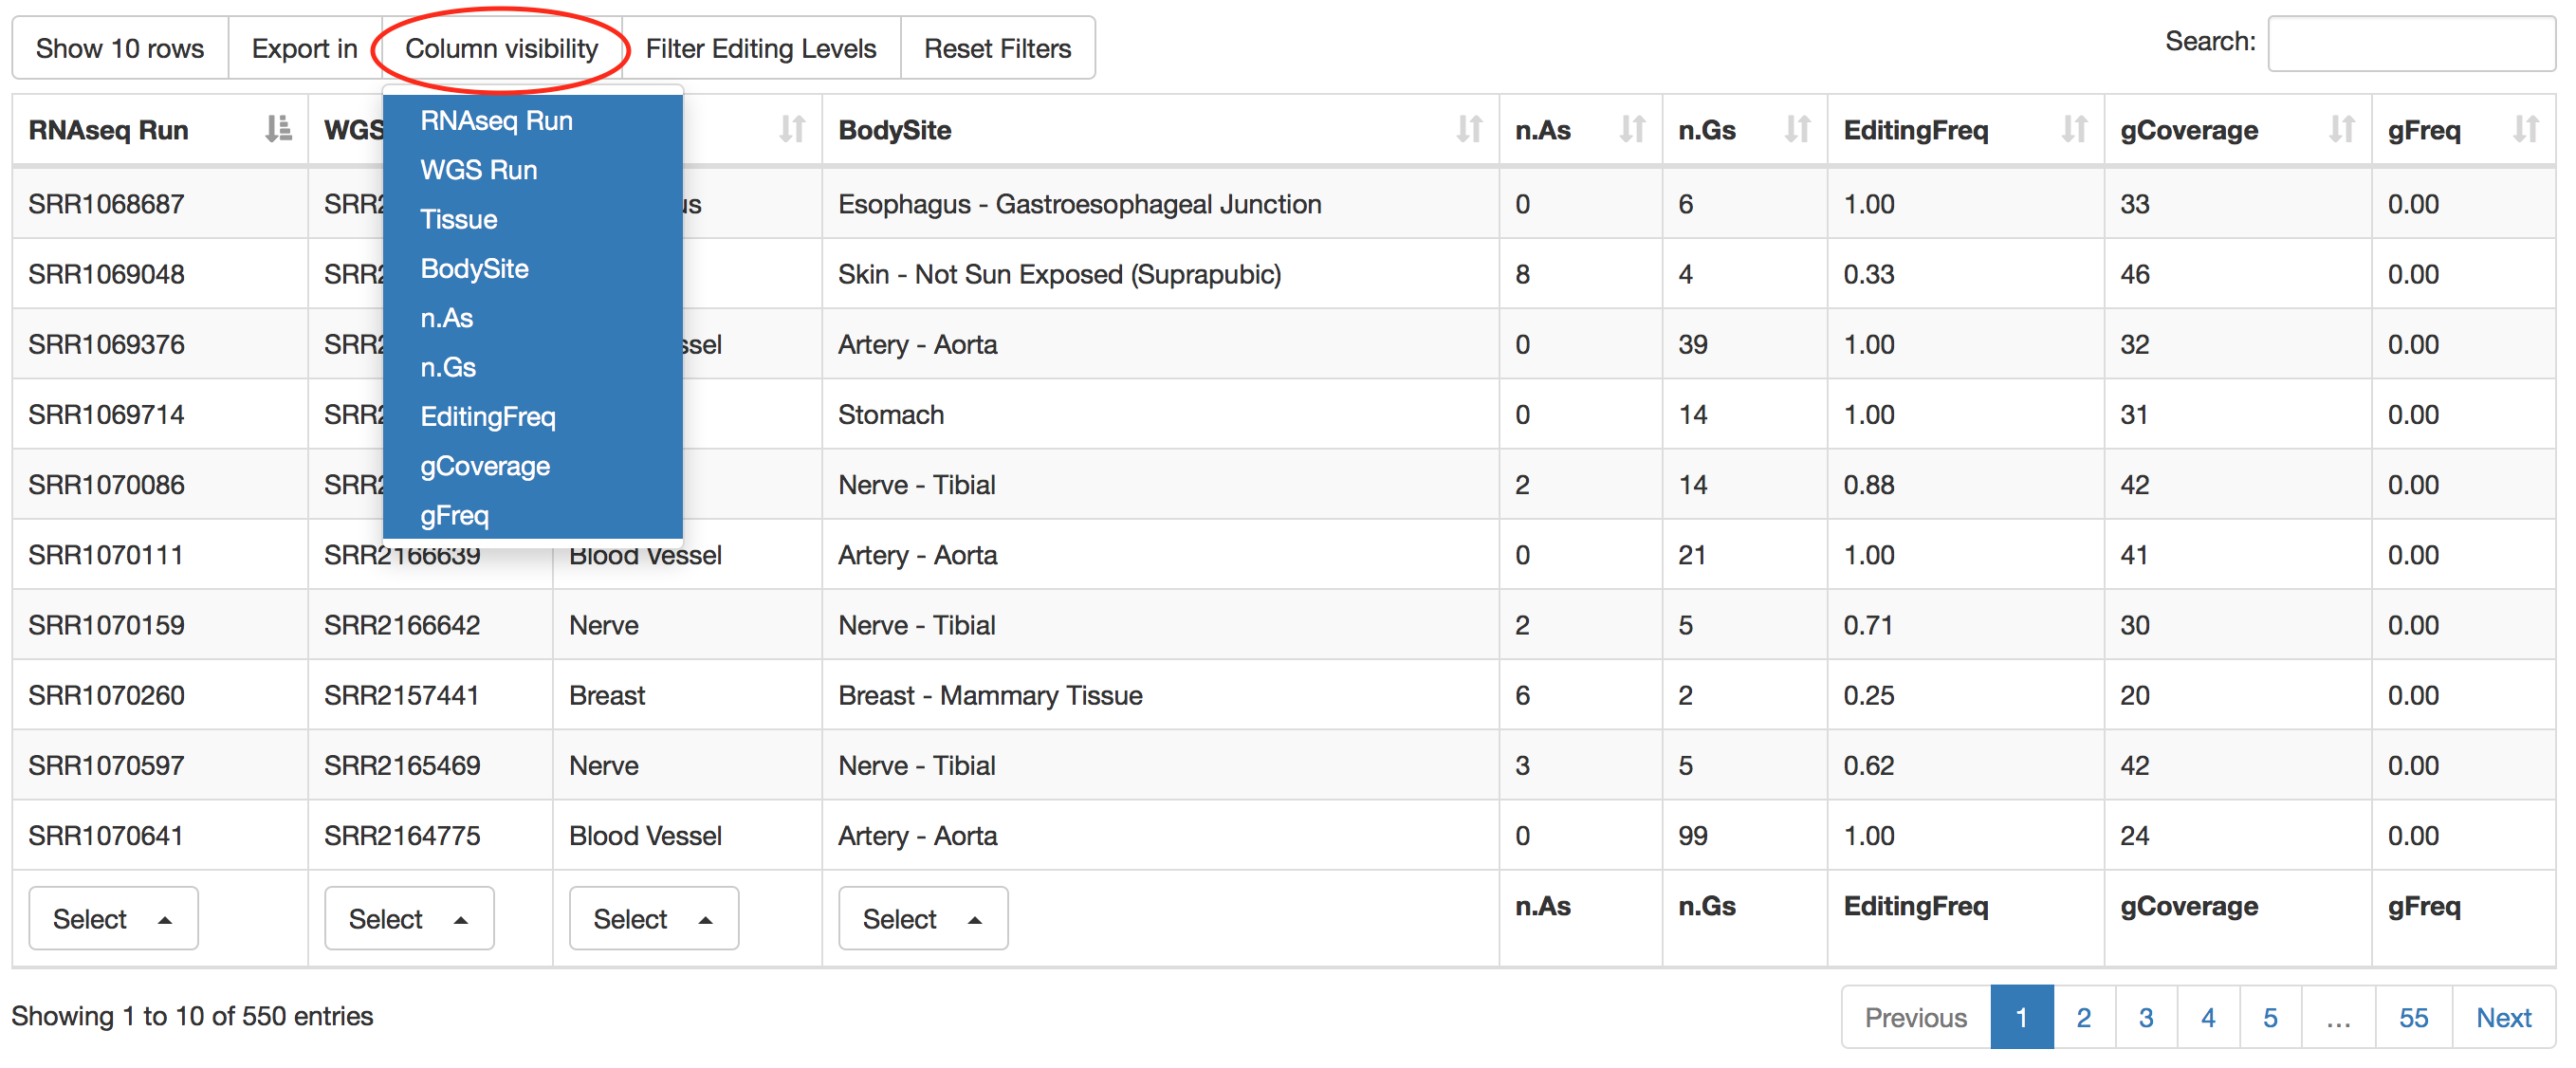 Show 10 rows Export in Column visibility Filter Editing Levels Reset Filters Search:
RNAseq Run WGS BodySite n.As n.Gs EditingFreq gCoverage gFreq
RNAseq Run
WGS Run
Tissue
BodySite
n.As
n.Gs
EditingFreq
gCoverage
gFreq
SRR1068687 SRR2 us Esophagus - Gastroesophageal Junction 0 6 1.00 33 0.00
SRR1069048 SRR2 Skin - Not Sun Exposed (Suprapubic) 8 4 0.33 46 0.00
SRR1069376 SRR2 ssel Artery - Aorta 0 39 1.00 32 0.00
SRR1069714 SRR2 Stomach 0 14 1.00 31 0.00
SRR1070086 SRR2 Nerve - Tibial 2 14 0.88 42 0.00
SRR1070111 SRR2166639 Blood Vessel Artery - Aorta 0 21 1.00 41 0.00
SRR1070159 SRR2166642 Nerve Nerve - Tibial 2 5 0.71 30 0.00
SRR1070260 SRR2157441 Breast Breast - Mammary Tissue 6 2 0.25 20 0.00
SRR1070597 SRR2165469 Nerve Nerve - Tibial 3 5 0.62 42 0.00
SRR1070641 SRR2164775 Blood Vessel Artery - Aorta 0 99 1.00 24 0.00
Select Select Select Select n.As n.Gs EditingFreq gCoverage gFreq
Showing 1 to 10 of 550 entries Previous 1 2 3 4 5 ... 55 Next